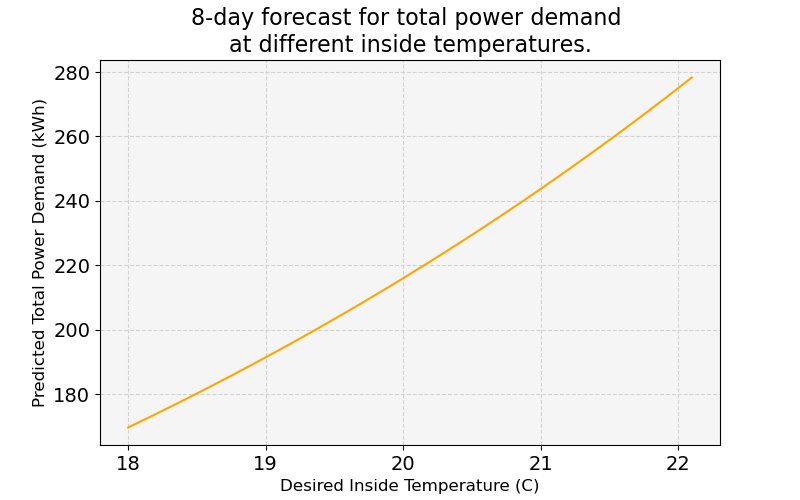 8-day forecast for total power demand
at different inside temperatures.
280
260
240
220
200
180
Predicted Total Power Demand (kWh)
18 19 20 21 22
Desired Inside Temperature (C)